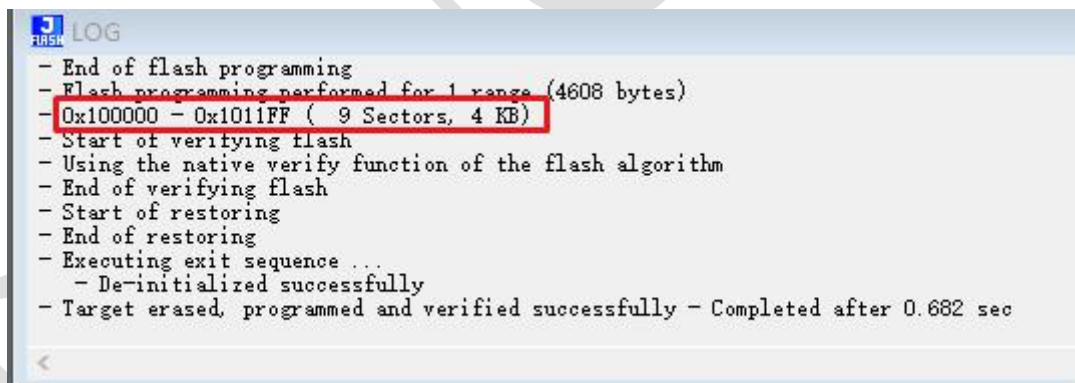 J
FLASH LOG
- End of flash programming
- Flash programming performed for 1 range (4608 bytes)
- 0x100000 - 0x1011FF (  9 Sectors, 4 KB)
- Start of verifying flash
- Using the native verify function of the flash algorithm
- End of verifying flash
- Start of restoring
- End of restoring
- Executing exit sequence ...
- De-initialized successfully
- Target erased, programmed and verified successfully - Completed after 0.682 sec